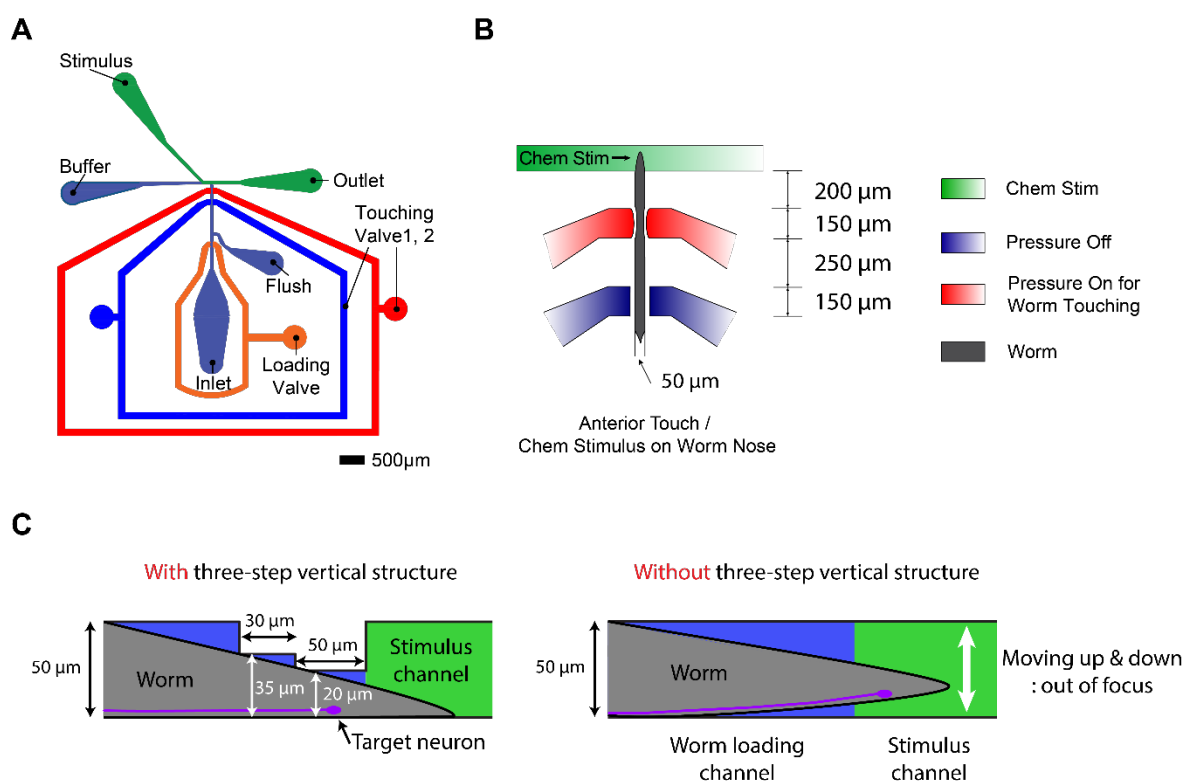 A
Stimulus
Buffer
Outlet
Touching
Valve1, 2
Flush
Loading
Valve
Inlet
500μm
B
Chem Stim
200 μm
150 μm
250 μm
150 μm
50 μm
Anterior Touch /
Chem Stimulus on Worm Nose
Chem Stim
Pressure Off
Pressure On for
Worm Touching
Worm
C
With three-step vertical structure
50 μm
30 μm
50 μm
Worm
35 μm
20 μm
Stimulus
channel
Target neuron
Without three-step vertical structure
50 μm
Worm
Moving up & down
: out of focus
Worm loading
channel
Stimulus
channel